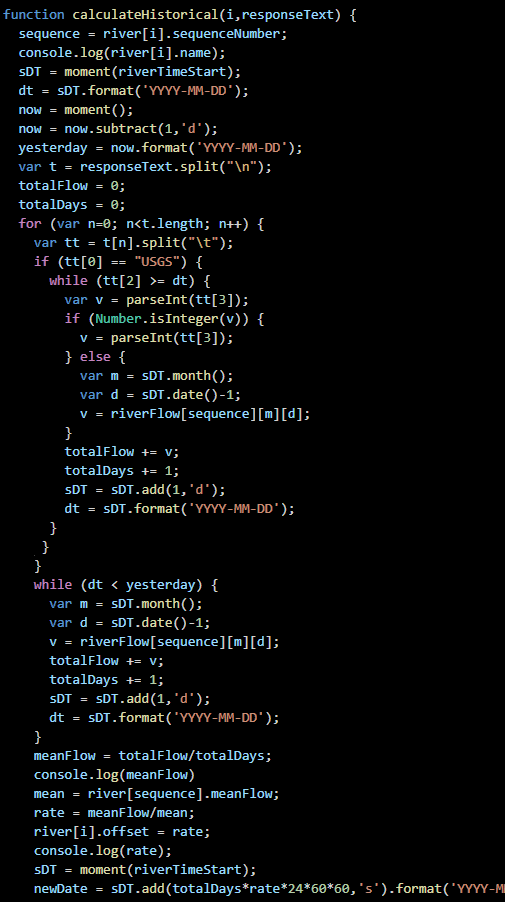 function calculateHistorical(i,responseText) {
  sequence = river[i].sequenceNumber;
  console.log(river[i].name);
  sDT = moment(riverTimeStart);
  dt = sDT.format('YYYY-MM-DD');
  now = moment();
  now = now.subtract(1,'d');
  yesterday = now.format('YYYY-MM-DD');
  var t = responseText.split("\n");
  totalFlow = 0;
  totalDays = 0;
  for (var n=0; n<t.length; n++) {
    var tt = t[n].split("\t");
    if (tt[0] == "USGS") {
      while (tt[2] >= dt) {
        var v = parseInt(tt[3]);
        if (Number.isInteger(v)) {
          v = parseInt(tt[3]);
        } else {
          var m = sDT.month();
          var d = sDT.date()-1;
          v = riverFlow[sequence][m][d];
        }
        totalFlow += v;
        totalDays += 1;
        sDT = sDT.add(1,'d');
        dt = sDT.format('YYYY-MM-DD');
      }
     }
    }
    while (dt < yesterday) {
      var m = sDT.month();
      var d = sDT.date()-1;
      v = riverFlow[sequence][m][d];
      totalFlow += v;
      totalDays += 1;
      sDT = sDT.add(1,'d');
      dt = sDT.format('YYYY-MM-DD');
    }
    meanFlow = totalFlow/totalDays;
    console.log(meanFlow)
    mean = river[sequence].meanFlow;
    rate = meanFlow/mean;
    river[i].offset = rate;
    console.log(rate);
    sDT = moment(riverTimeStart);
    newDate = sDT.add(totalDays*rate*24*60*60,'s').format('YYYY-M